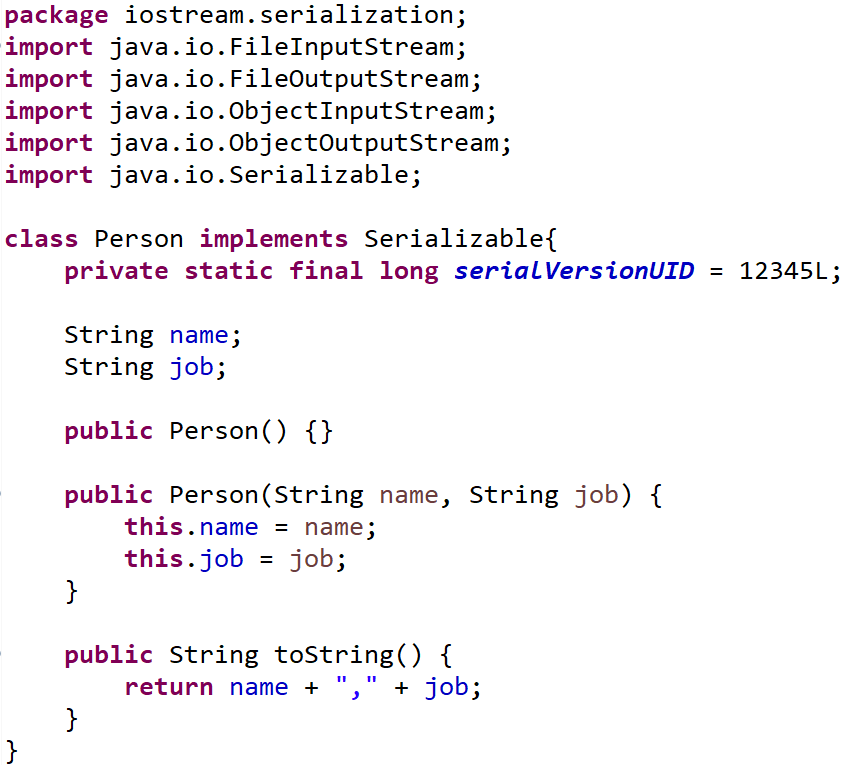 package iostream.serialization;
import java.io.FileInputStream;
import java.io.FileOutputStream;
import java.io.ObjectInputStream;
import java.io.ObjectOutputStream;
import java.io.Serializable;
class Person implements Serializable{
private static final long serialVersionUID = 12345L;
String name;
String job;
public Person() {}
public Person(String name, String job) {
this.name = name;
this.job = job;
}
public String toString() {
return name + "," + job;
}
}